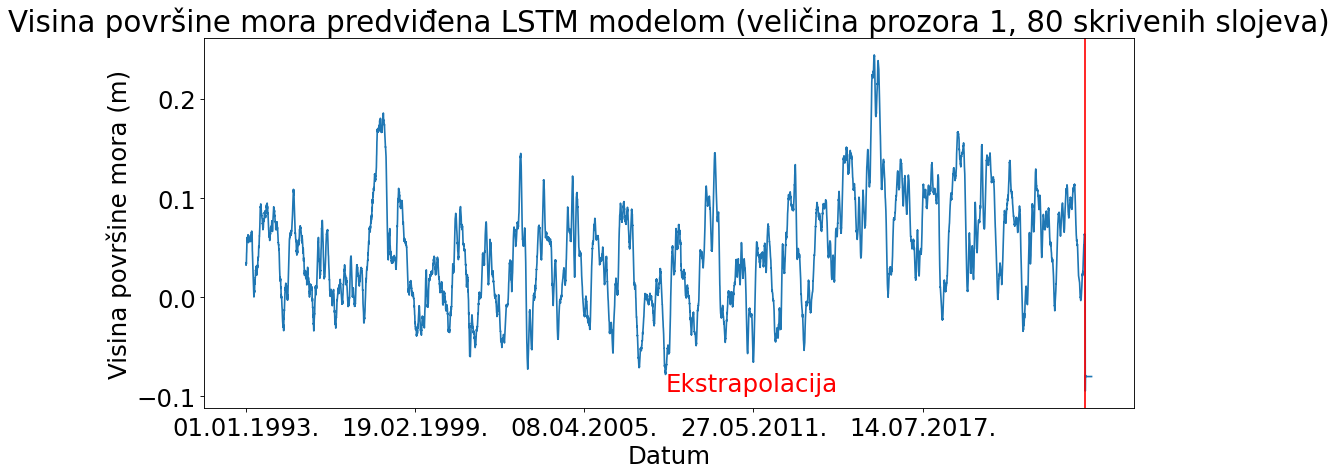 Visina površine mora predviđena LSTM modelom (veličina prozora 1, 80 skrivenih slojeva)
Visina površine mora (m)
0.2
0.1
0.0
−0.1
Ekstrapolacija
01.01.1993. 19.02.1999. 08.04.2005. 27.05.2011. 14.07.2017.
Datum